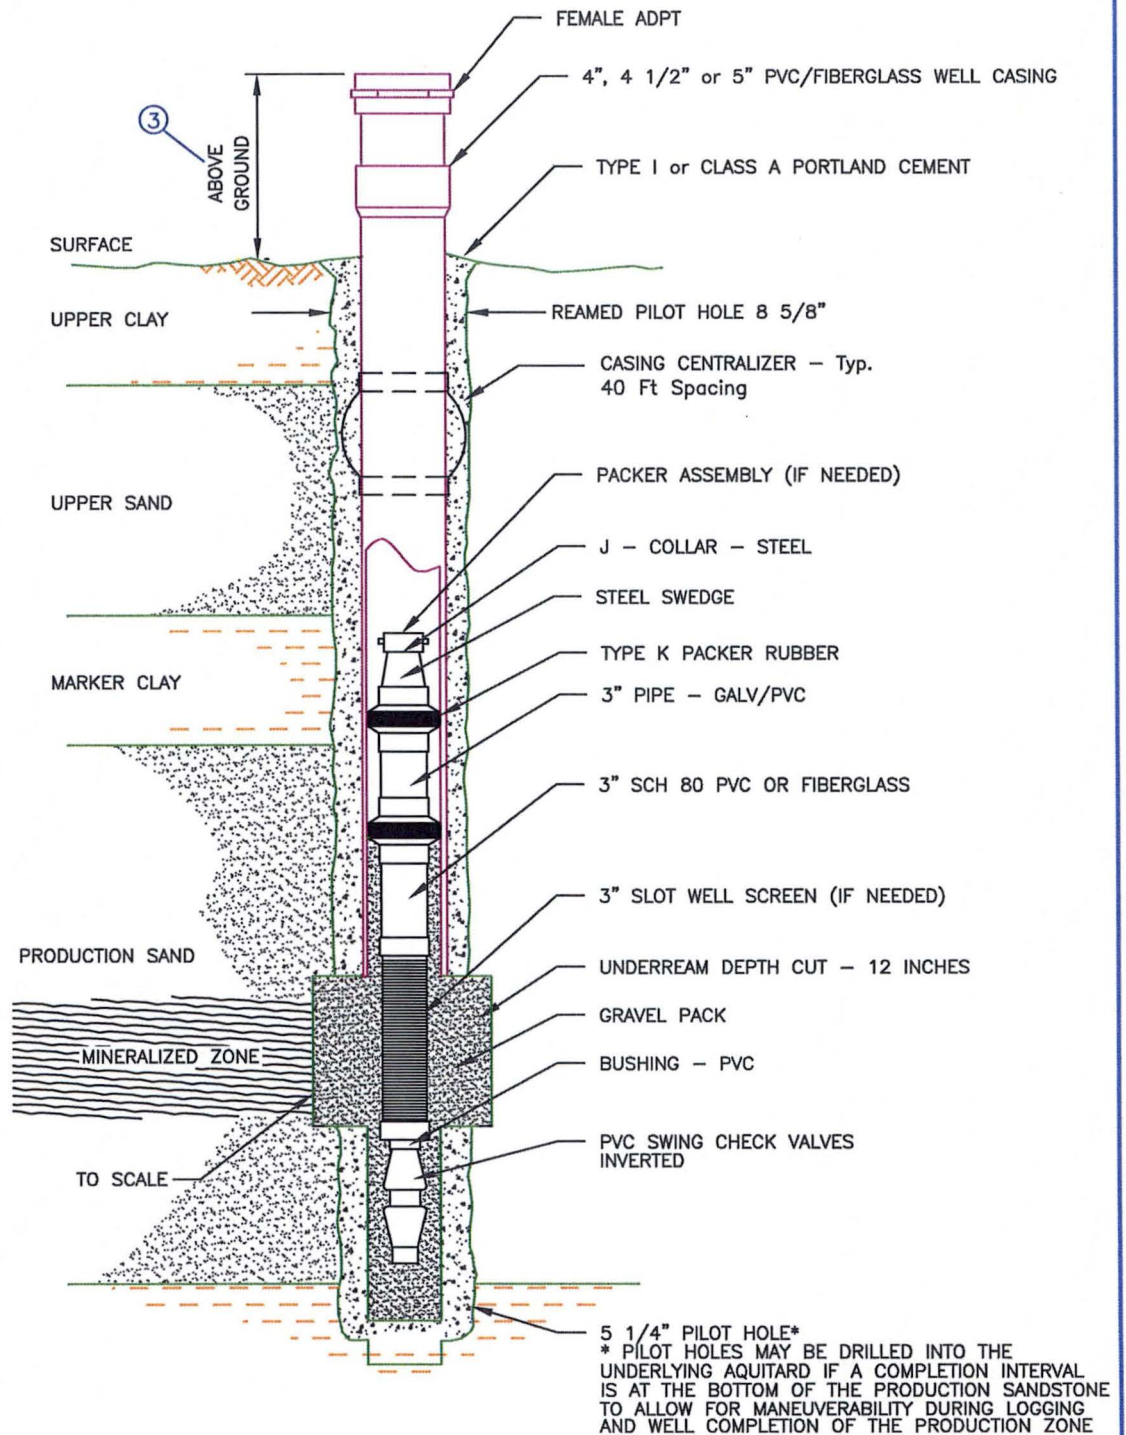 FEMALE ADPT
4", 4 1/2" or 5" PVC/FIBERGLASS WELL CASING
3
ABOVE
GROUND
TYPE I or CLASS A PORTLAND CEMENT
SURFACE
UPPER CLAY
REAMED PILOT HOLE 8 5/8"
CASING CENTRALIZER – Typ.
40 Ft Spacing
PACKER ASSEMBLY (IF NEEDED)
UPPER SAND
J – COLLAR – STEEL
STEEL SWEDGE
TYPE K PACKER RUBBER
MARKER CLAY
3" PIPE – GALV/PVC
3" SCH 80 PVC OR FIBERGLASS
3" SLOT WELL SCREEN (IF NEEDED)
PRODUCTION SAND
UNDERREAM DEPTH CUT – 12 INCHES
GRAVEL PACK
MINERALIZED ZONE
BUSHING – PVC
PVC SWING CHECK VALVES
INVERTED
TO SCALE
5 1/4" PILOT HOLE*
* PILOT HOLES MAY BE DRILLED INTO THE
UNDERLYING AQUITARD IF A COMPLETION INTERVAL
IS AT THE BOTTOM OF THE PRODUCTION SANDSTONE
TO ALLOW FOR MANEUVERABILITY DURING LOGGING
AND WELL COMPLETION OF THE PRODUCTION ZONE